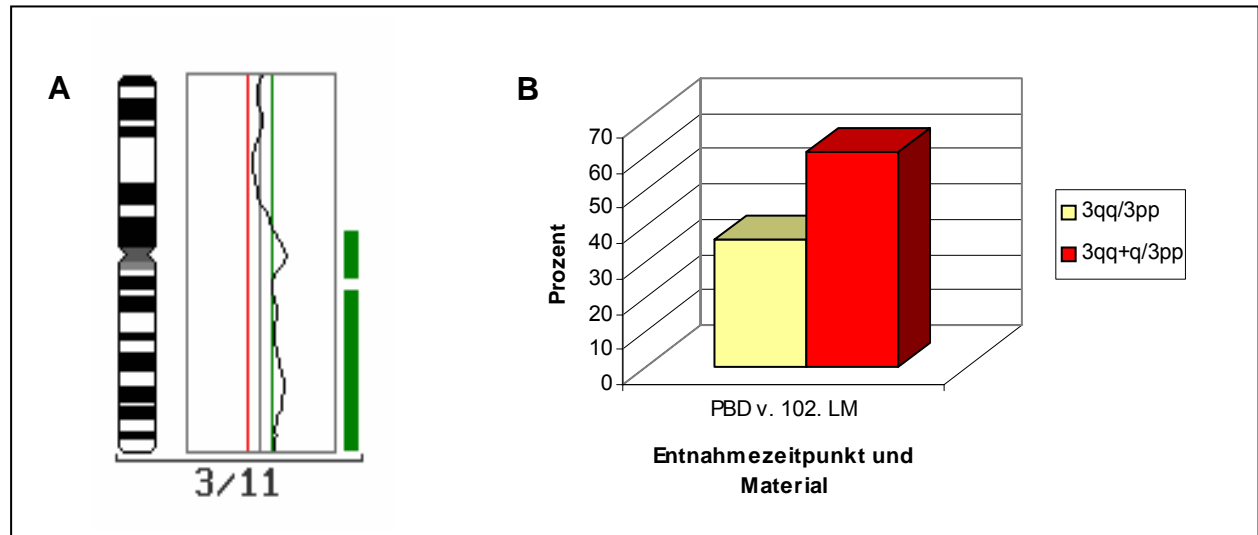 A
3/11
B
Prozent
70
60
50
40
30
20
10
0
PBD v. 102. LM
Entnahmezeitpunkt und
Material
3qq/3pp
3qq+q/3pp